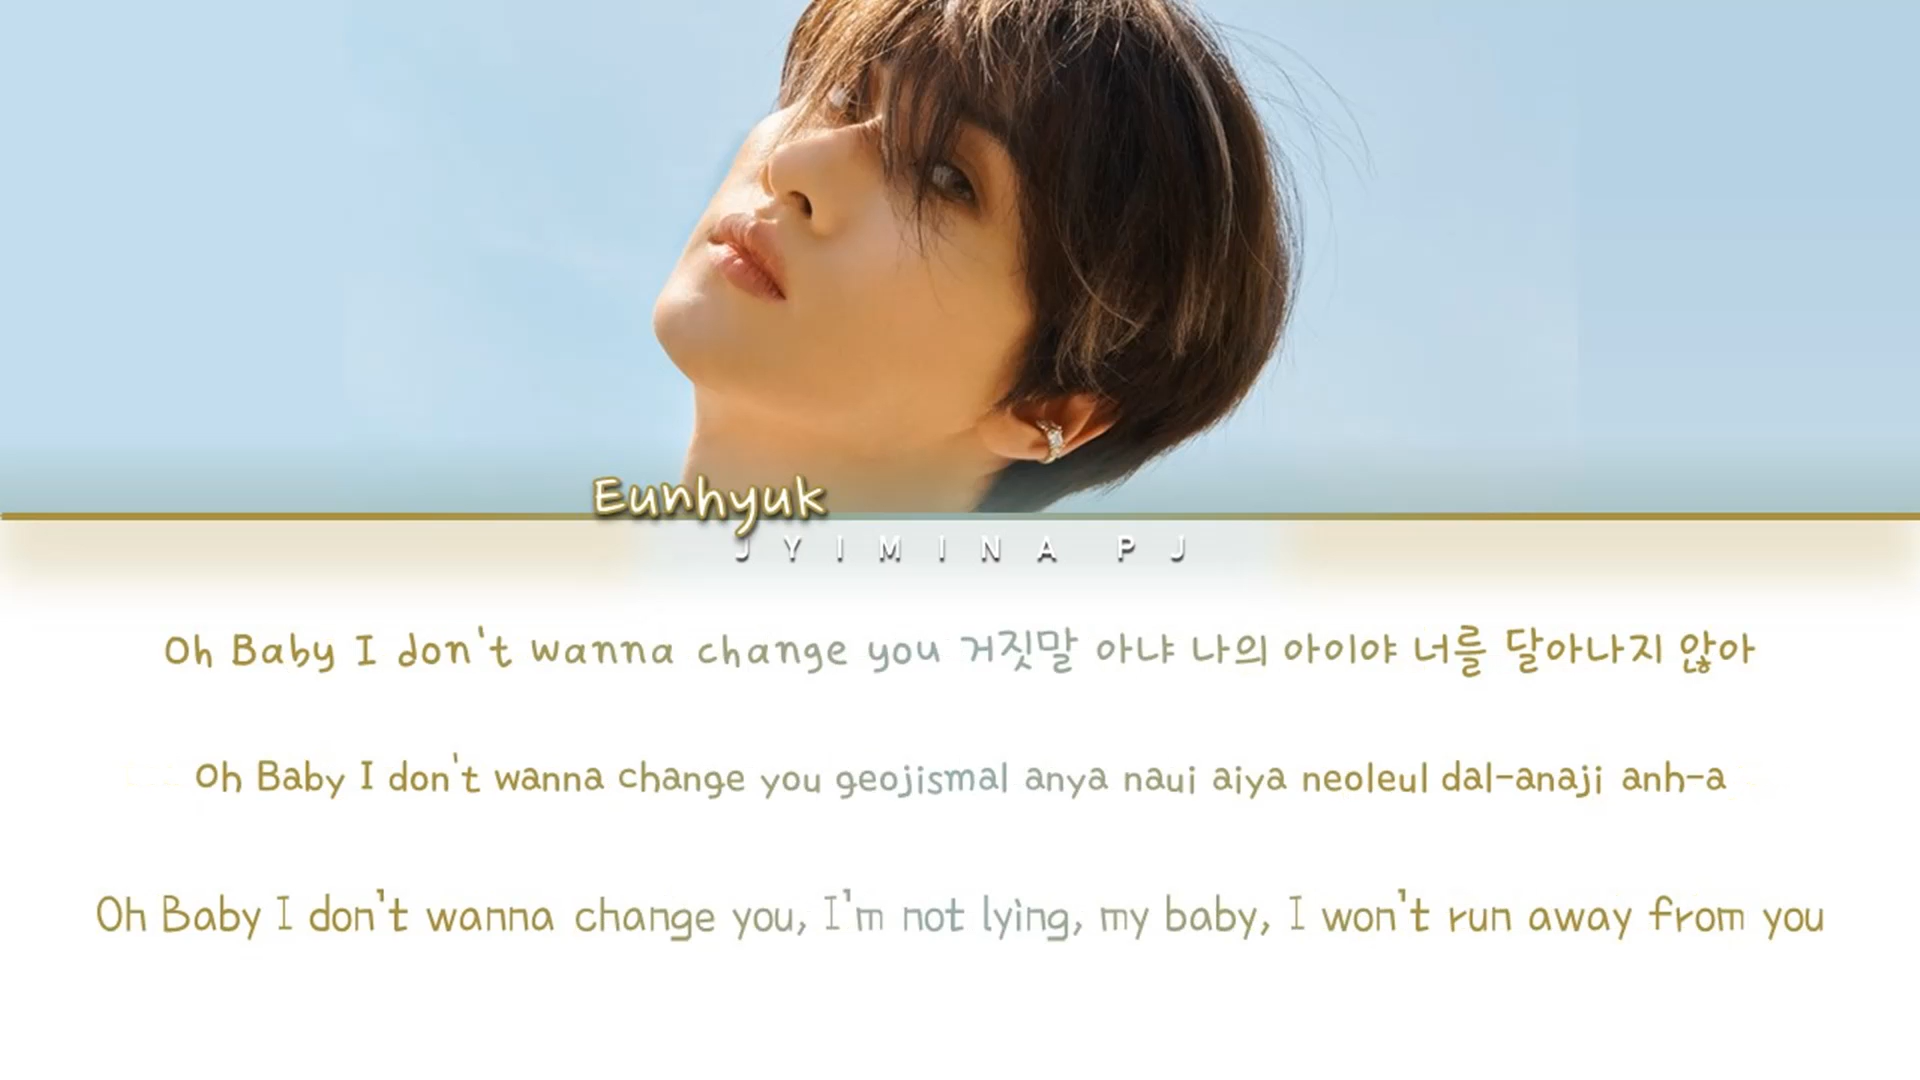 Eunhyuk
JYIMINA PJ
Oh Baby I don't wanna change you 거짓말 아냐 나의 아이야 너를 달아나지 않아
Oh Baby I don't wanna change you geojismal anya naui aiya neoleul dal-anaji anh-a
Oh Baby I don't wanna change you, I'm not lying, my baby, I won't run away from you